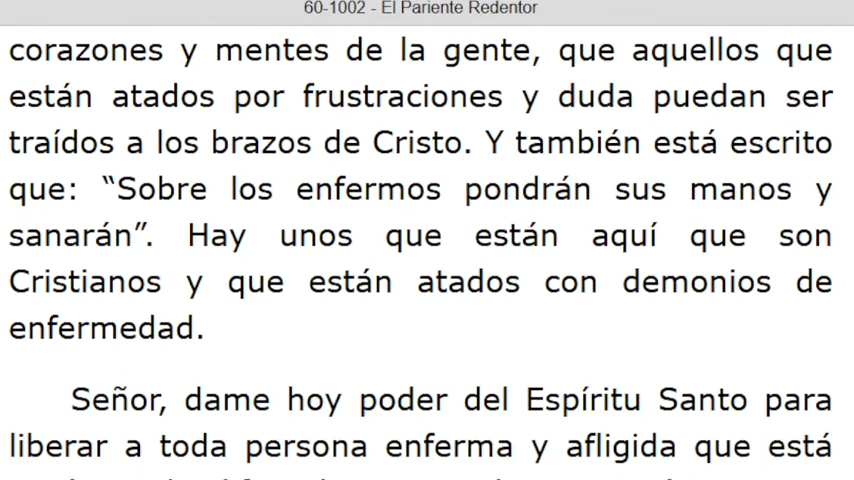 60-1002 - El Pariente Redentor
corazones y mentes de la gente, que aquellos que
están atados por frustraciones y duda puedan ser
traídos a los brazos de Cristo. Y también está escrito
que: “Sobre los enfermos pondrán sus manos y
sanarán”. Hay unos que están aquí que son
Cristianos y que están atados con demonios de
enfermedad.
Señor, dame hoy poder del Espíritu Santo para
liberar a toda persona enferma y afligida que está